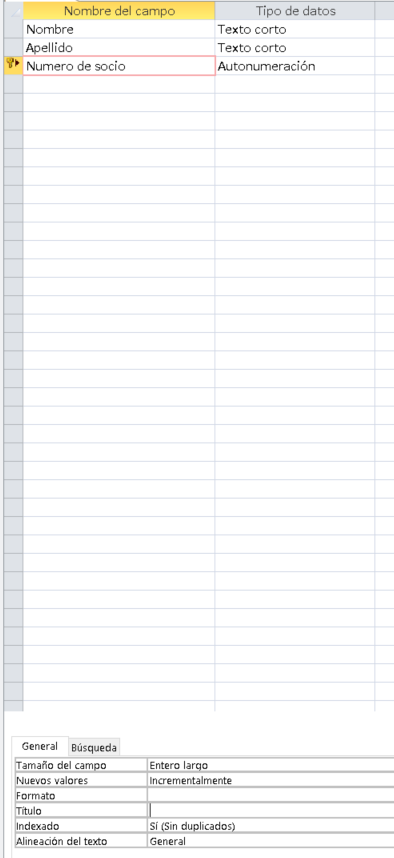 Nombre del campo Tipo de datos
Nombre Texto corto
Apellido Texto corto
Numero de socio Autonumeración
General Búsqueda
Tamaño del campo Entero largo
Nuevos valores Incrementalmente
Formato
Título
Indexado Sí (Sin duplicados)
Alineación del texto General